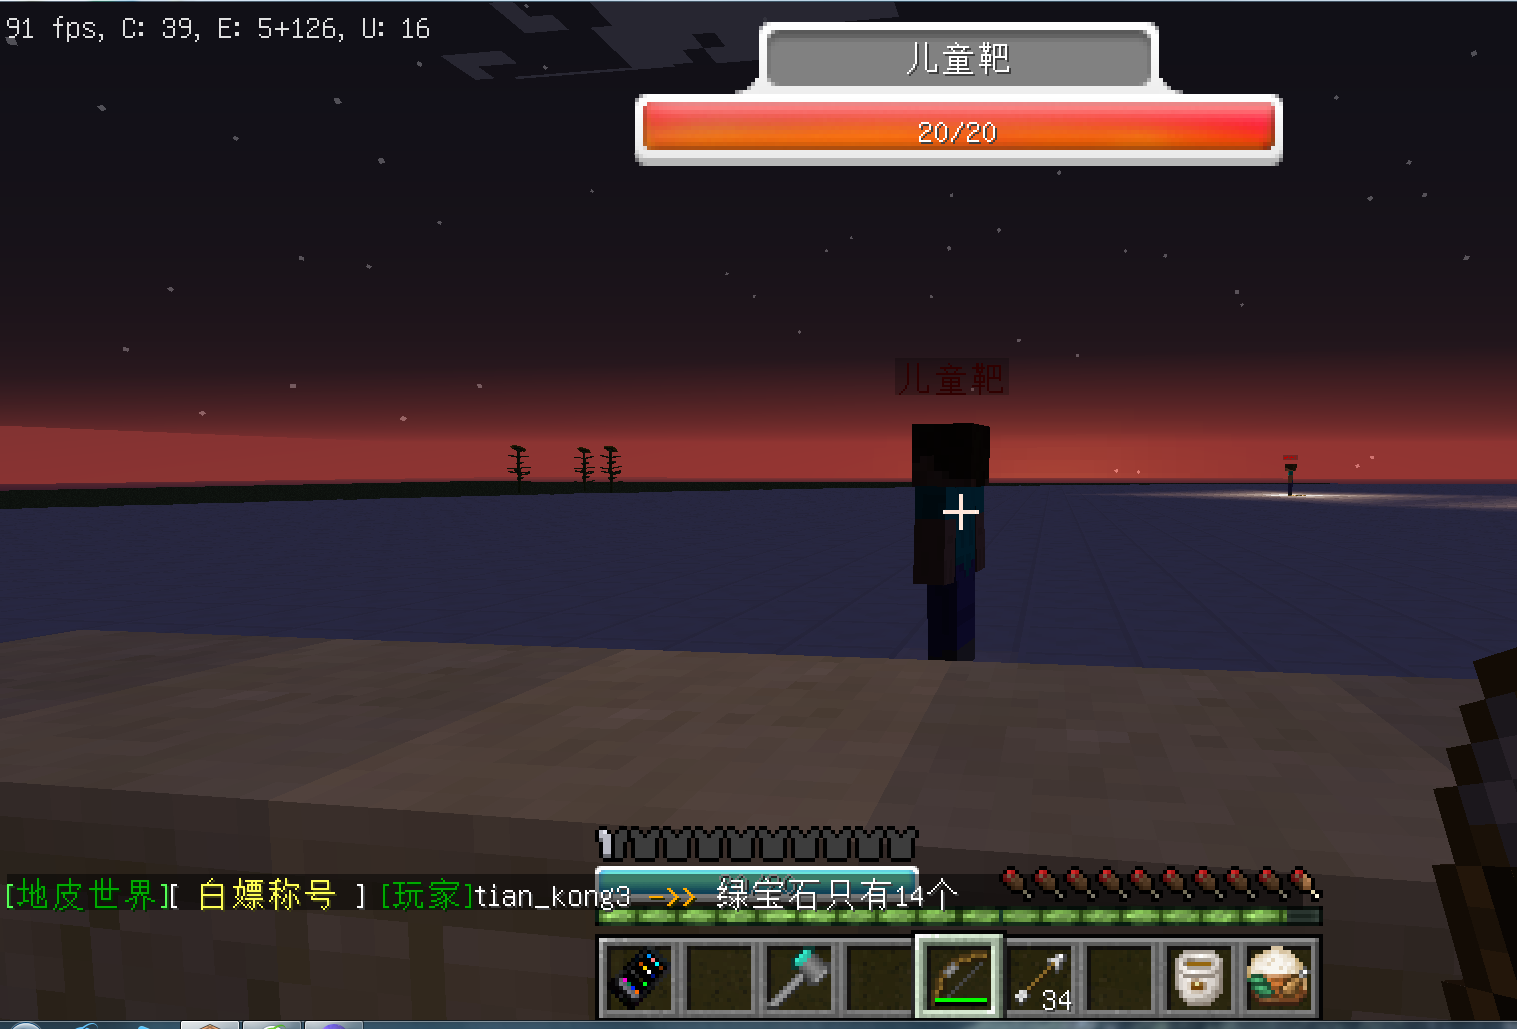 91 fps, C: 39, E: 5+126, U: 16
儿童靶
20/20
儿童靶
[地皮世界][ 白嫖称号 ] [玩家]tian_kong3 —>> 绿宝石只有14个
34